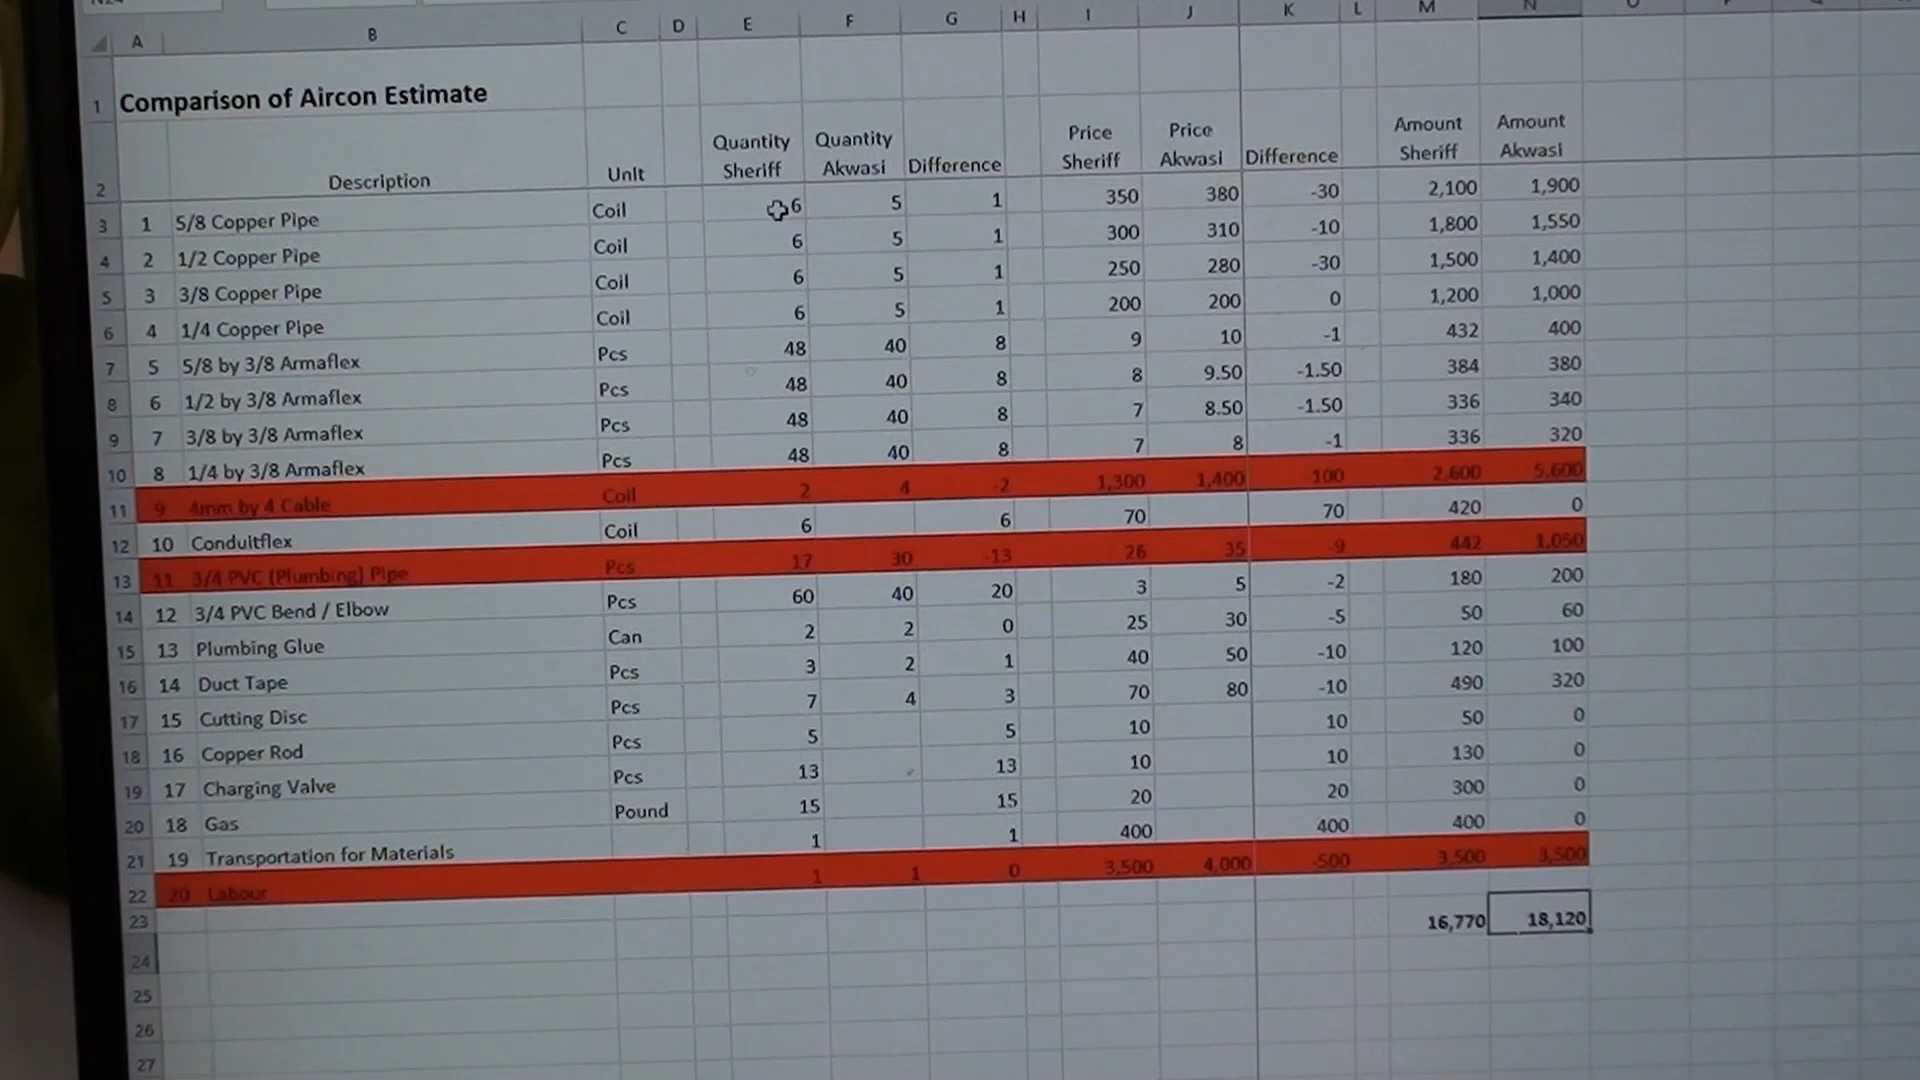 A B C D E F G H I J K L M N
1 Comparison of Aircon Estimate
Quantity Quantity Price Price Amount Amount
2 Description Unit Sheriff Akwasi Difference Sheriff Akwasi Difference Sheriff Akwasi
3 1 5/8 Copper Pipe Coil 6 5 1 350 380 -30 2,100 1,900
4 2 1/2 Copper Pipe Coil 6 5 1 300 310 -10 1,800 1,550
5 3 3/8 Copper Pipe Coil 6 5 1 250 280 -30 1,500 1,400
6 4 1/4 Copper Pipe Coil 6 5 1 200 200 0 1,200 1,000
7 5 5/8 by 3/8 Armaflex Pcs 48 40 8 9 10 -1 432 400
8 6 1/2 by 3/8 Armaflex Pcs 48 40 8 8 9.50 -1.50 384 380
9 7 3/8 by 3/8 Armaflex Pcs 48 40 8 7 8.50 -1.50 336 340
10 8 1/4 by 3/8 Armaflex Pcs 48 40 8 7 8 -1 336 320
11 9 4mm by 4 Cable Coil 2 4 -2 1,300 1,400 100 2,600 5,600
12 10 Conduitflex Coil 6 6 70 70 420 0
13 11 3/4 PVC (Plumbing) Pipe Pcs 17 30 -13 26 35 -9 442 1,050
14 12 3/4 PVC Bend / Elbow Pcs 60 40 20 3 5 -2 180 200
15 13 Plumbing Glue Can 2 2 0 25 30 -5 50 60
16 14 Duct Tape Pcs 3 2 1 40 50 -10 120 100
17 15 Cutting Disc Pcs 7 4 3 70 80 -10 490 320
18 16 Copper Rod Pcs 5 5 10 10 50 0
19 17 Charging Valve Pcs 13 13 10 10 130 0
20 18 Gas Pound 15 15 20 20 300 0
21 19 Transportation for Materials 1 1 400 400 400 0
22 20 Labour 1 1 0 3,500 4,000 -500 3,500 3,500
23 16,770 18,120
24
25
26
27